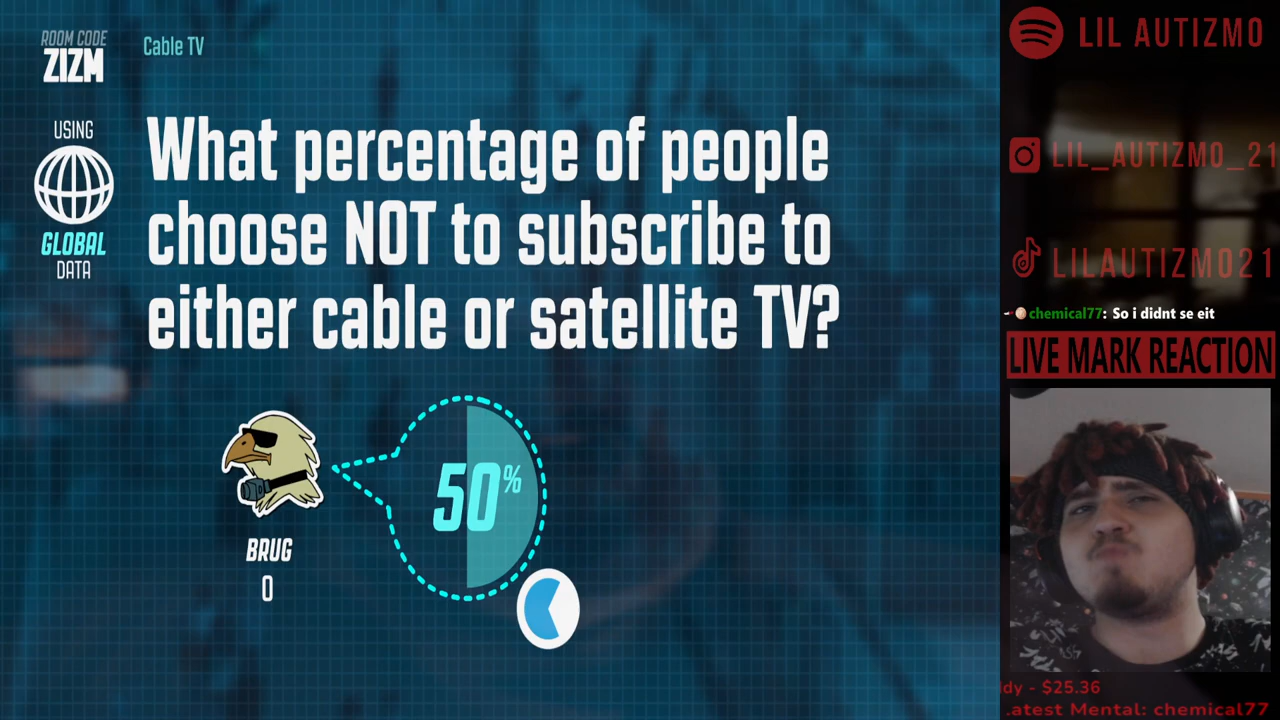 ROOM CODE
ZIZM
Cable TV
USING
GLOBAL
DATA
What percentage of people
choose NOT to subscribe to
either cable or satellite TV?
50%
BRUG
0
LIL AUTIZMO
LIL_AUTIZMO_21
LILAUTIZMO21
chemical77: So i didnt se eit
LIVE MARK REACTION
dy - $25.36
atest Mental: chemical77